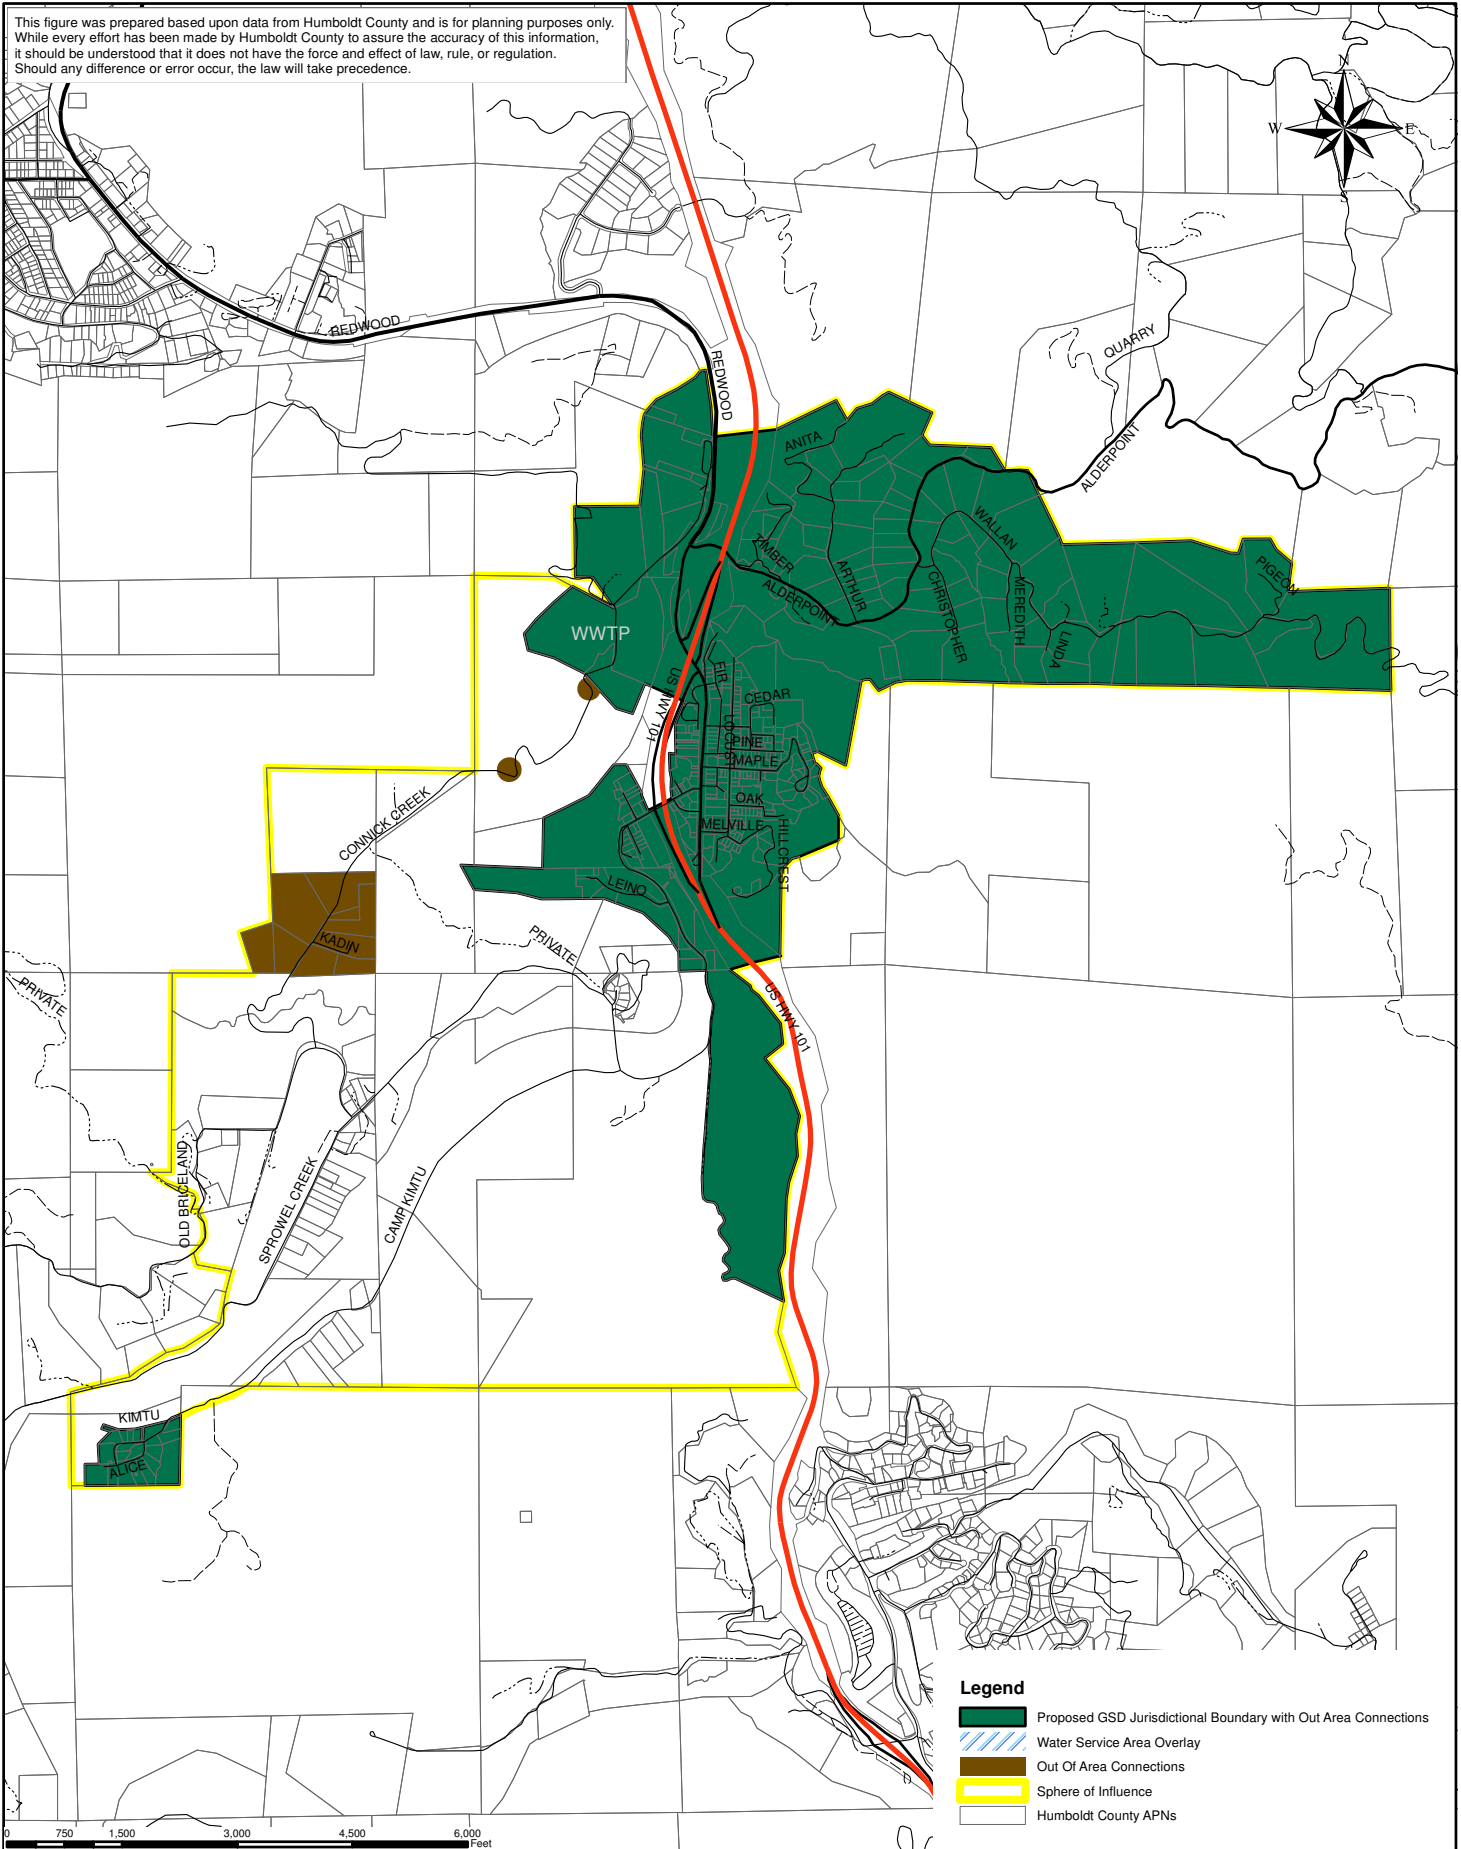 This figure was prepared based upon data from Humboldt County and is for planning purposes only.
While every effort has been made by Humboldt County to assure the accuracy of this information,
it should be understood that it does not have the force and effect of law, rule, or regulation.
Should any difference or error occur, the law will take precedence.
N
W
E
S
REDWOOD
REDWOOD
QUARRY
ALDERPOINT
ANITA
WALLAN
TIMBER
ARTHUR
ALDERPOINT
CHRISTOPHER
MEREDITH
LINDA
PIGEON
WWTP
US HWY 101
FIR
CEDAR
LOCUST
PINE
MAPLE
OAK
MELVILLE
HILLCREST
CONNICK CREEK
LEINO
KADIN
PRIVATE
PRIVATE
US HWY 101
OLD BRICELAND
SPROWEL CREEK
CAMP KIMTU
KIMTU
ALICE
D
Legend
Proposed GSD Jurisdictional Boundary with Out Area Connections
Water Service Area Overlay
Out Of Area Connections
Sphere of Influence
Humboldt County APNs
0 750 1,500 3,000 4,500 6,000
Feet